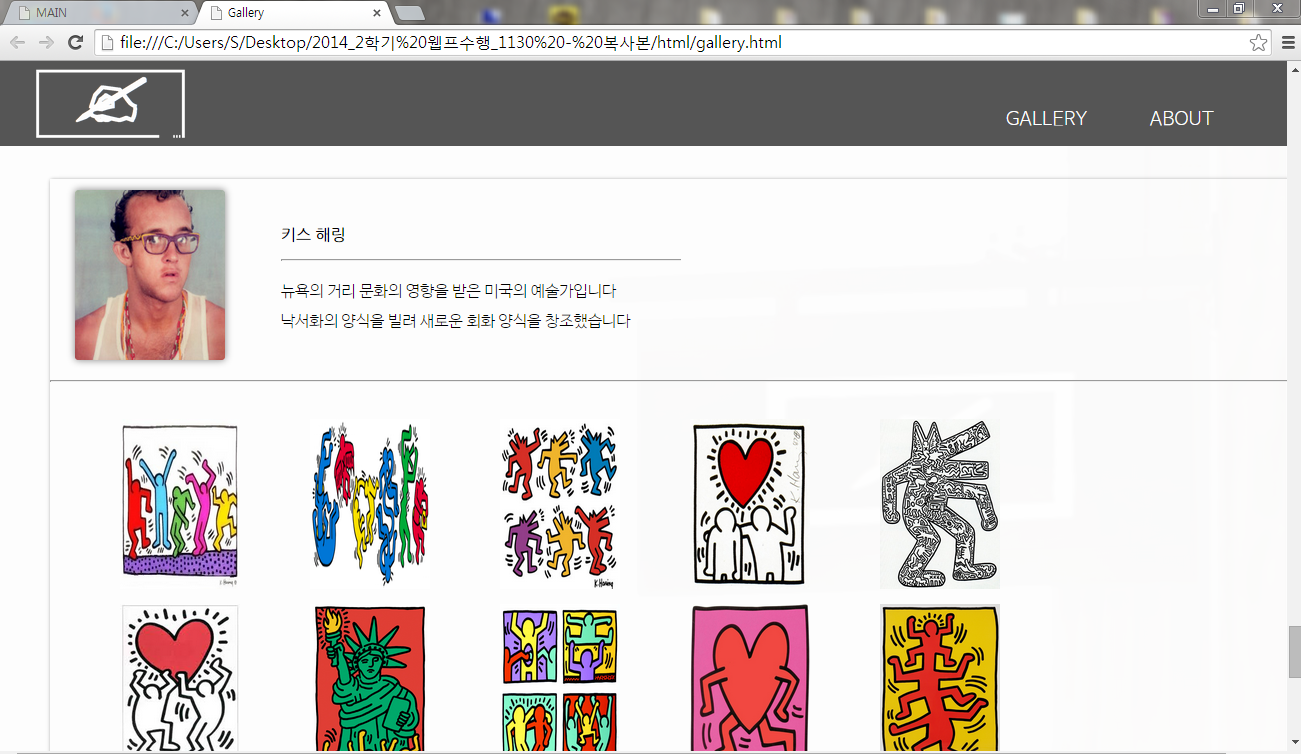 MAIN
Gallery
file:///C:/Users/S/Desktop/2014_2학기%20웹프수행_1130%20-%20복사본/html/gallery.html
GALLERY ABOUT
키스 해링
뉴욕의 거리 문화의 영향을 받은 미국의 예술가입니다
낙서화의 양식을 빌려 새로운 회화 양식을 창조했습니다
K. Haring
K. Haring